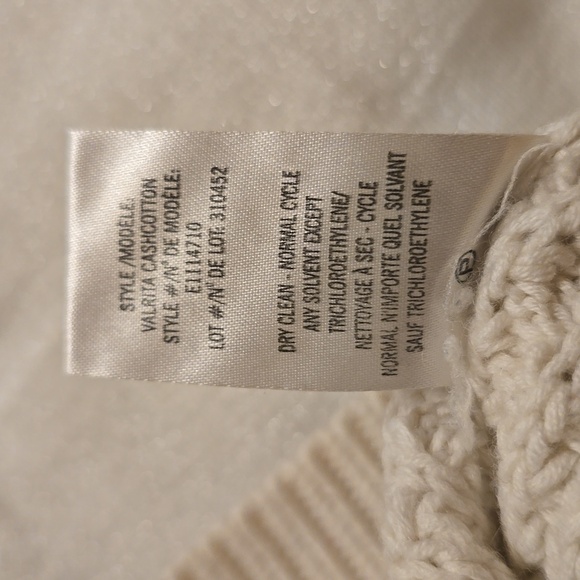 STYLE /MODÈLE:
VALRITA CASHCOTTON
STYLE #/N° DE MODÈLE:
E1114710
LOT #/N° DE LOT: 310452
DRY CLEAN - NORMAL CYCLE
ANY SOLVENT EXCEPT
TRICHLOROETHYLENE/
NETTOYAGE À SEC - CYCLE
NORMAL N'IMPORTE QUEL SOLVANT
SAUF TRICHLOROETHYLENE
P